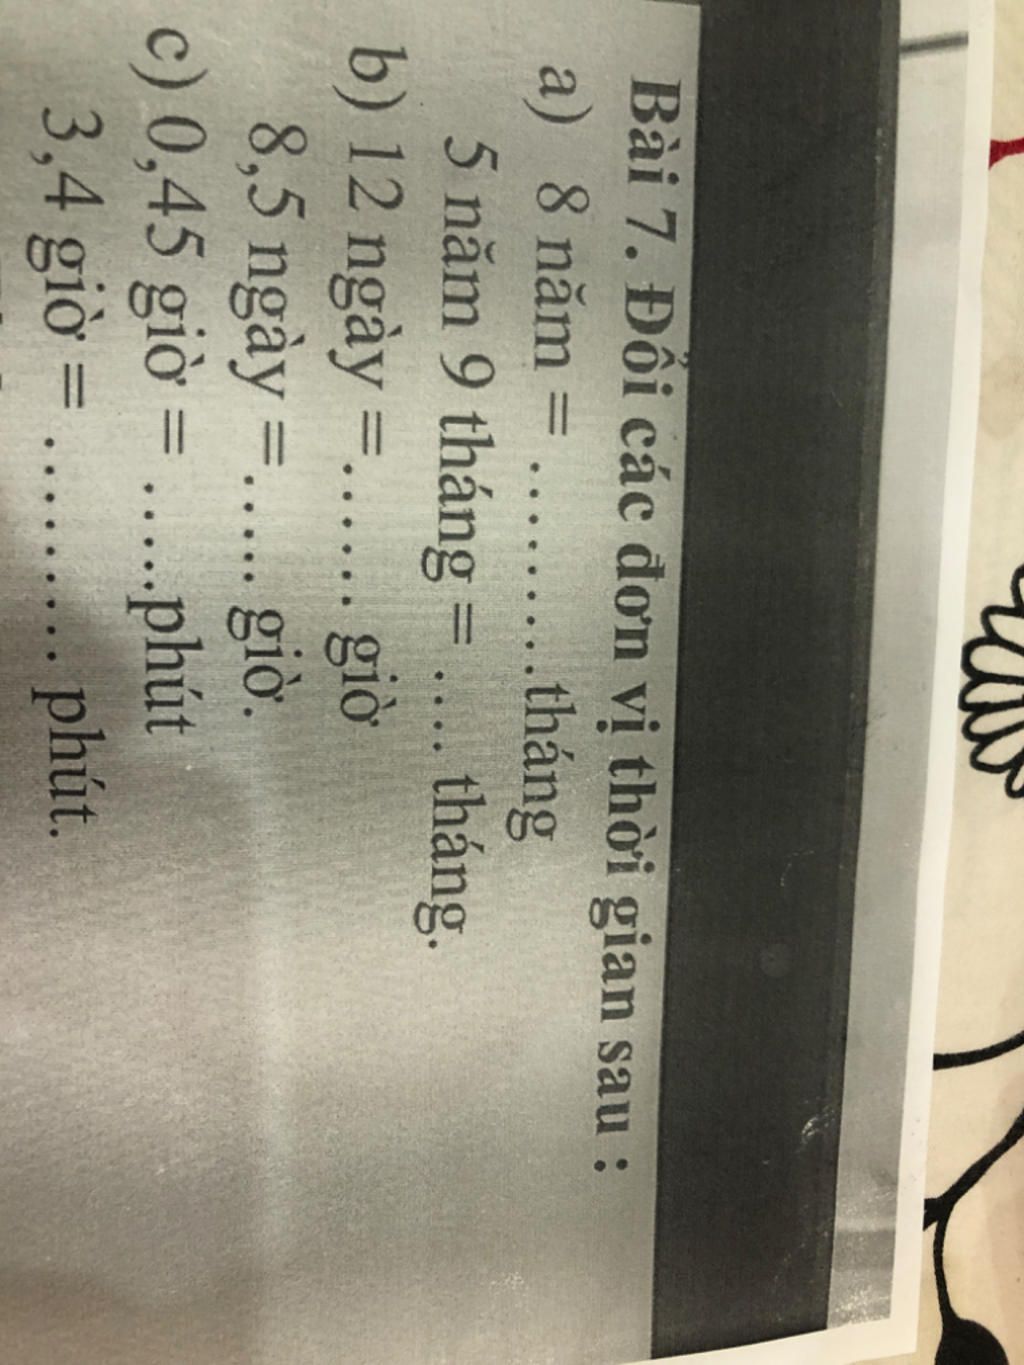 Bài 7. Đổi các đơn vị thời gian sau :
a) 8 năm = .........tháng
5 năm 9 tháng = .... tháng.
b) 12 ngày = ....... giờ
8,5 ngày = ..... giờ.
c) 0,45 giờ = .....phút
3,4 giờ = ......... phút.